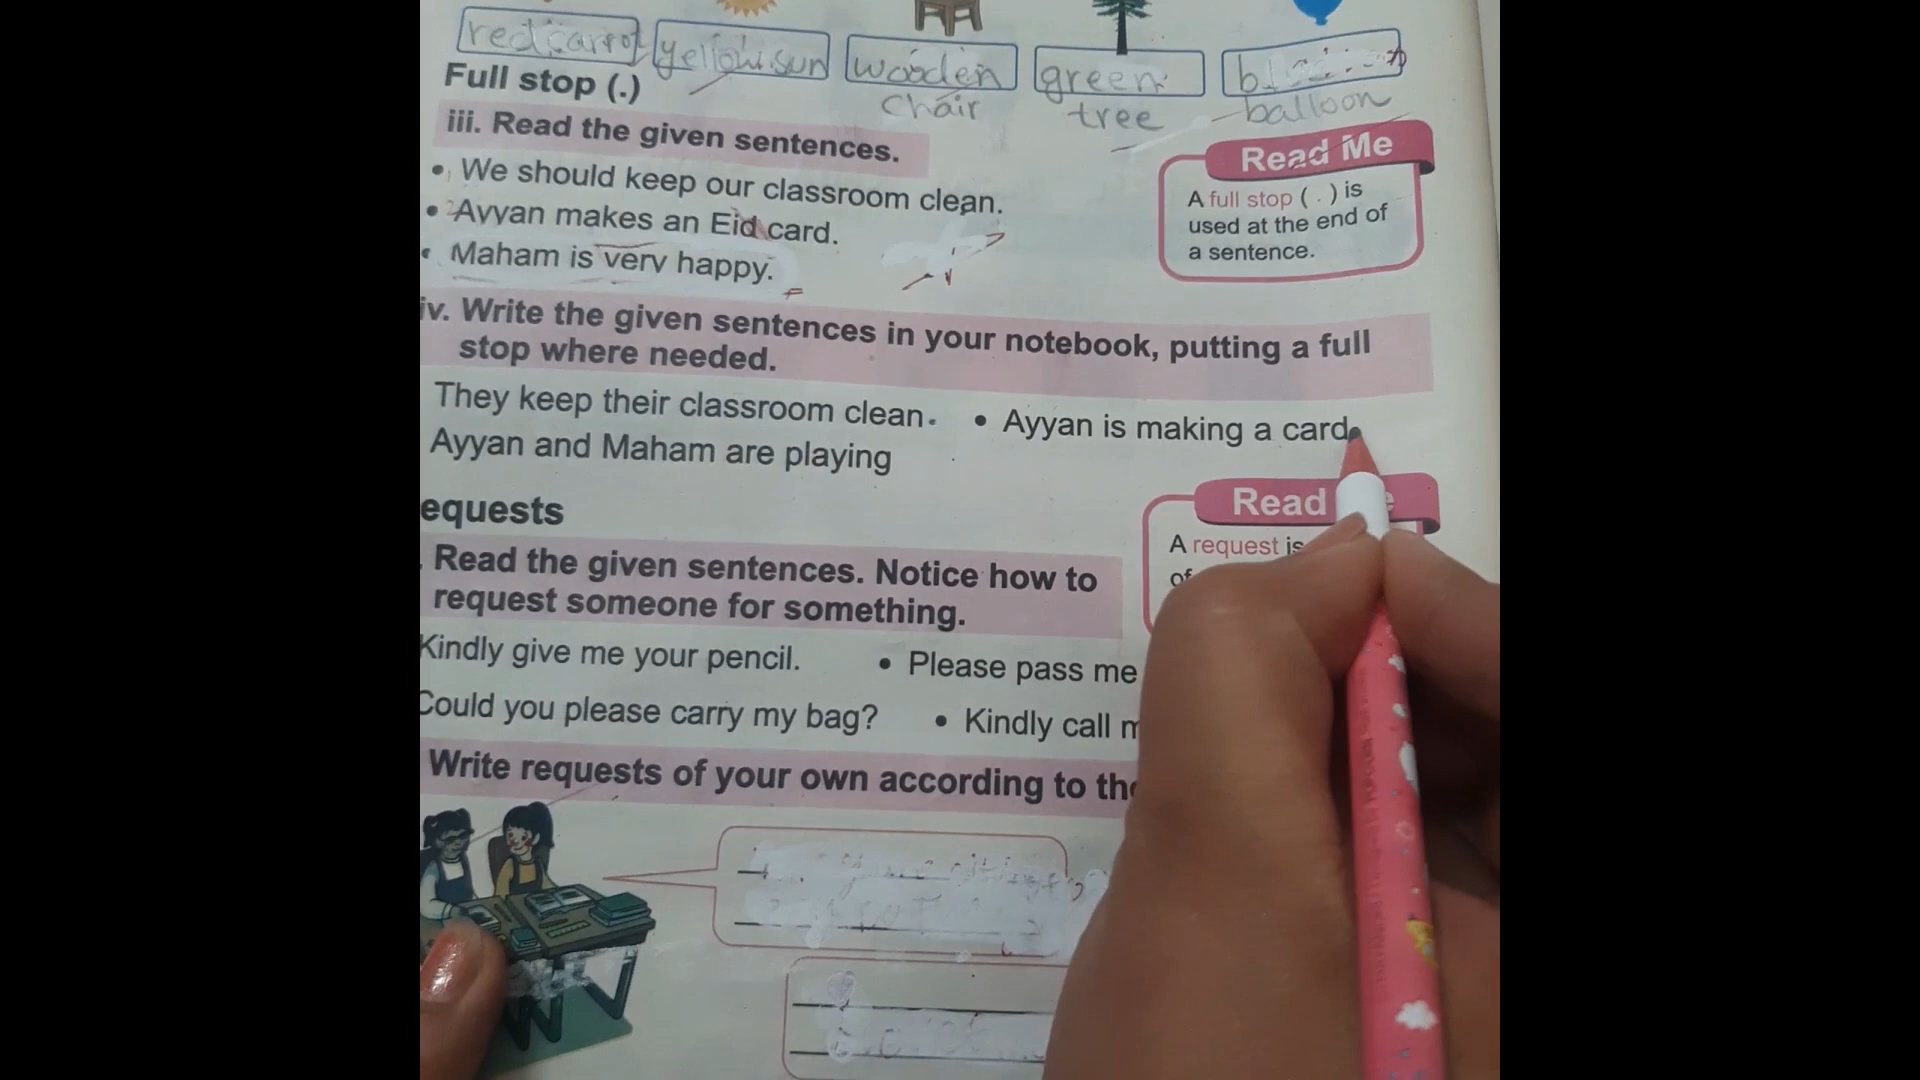 red carrot yellow sun wooden green
chair tree balloon
Full stop (.)
iii. Read the given sentences.
• We should keep our classroom clean.
• Ayyan makes an Eid card.
• Maham is very happy.
Read Me
A full stop ( . ) is
used at the end of
a sentence.
iv. Write the given sentences in your notebook, putting a full
stop where needed.
They keep their classroom clean. • Ayyan is making a card.
Ayyan and Maham are playing
equests
Read
A request is
of
Read the given sentences. Notice how to
request someone for something.
Kindly give me your pencil. • Please pass me
Could you please carry my bag? • Kindly call m
Write requests of your own according to the